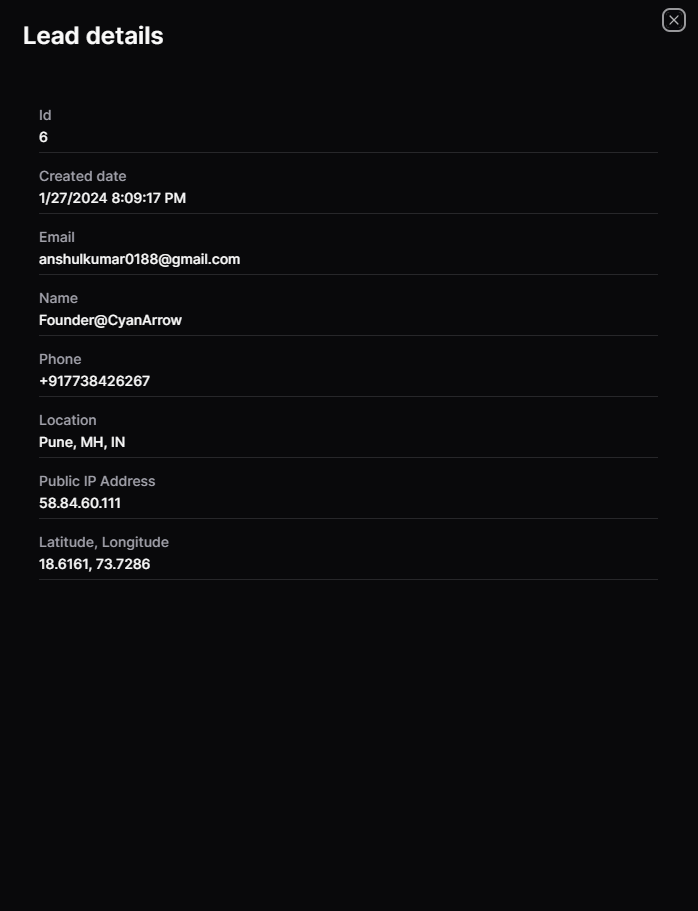 Lead details
Id
6
Created date
1/27/2024 8:09:17 PM
Email
anshulkumar0188@gmail.com
Name
Founder@CyanArrow
Phone
+917738426267
Location
Pune, MH, IN
Public IP Address
58.84.60.111
Latitude, Longitude
18.6161, 73.7286